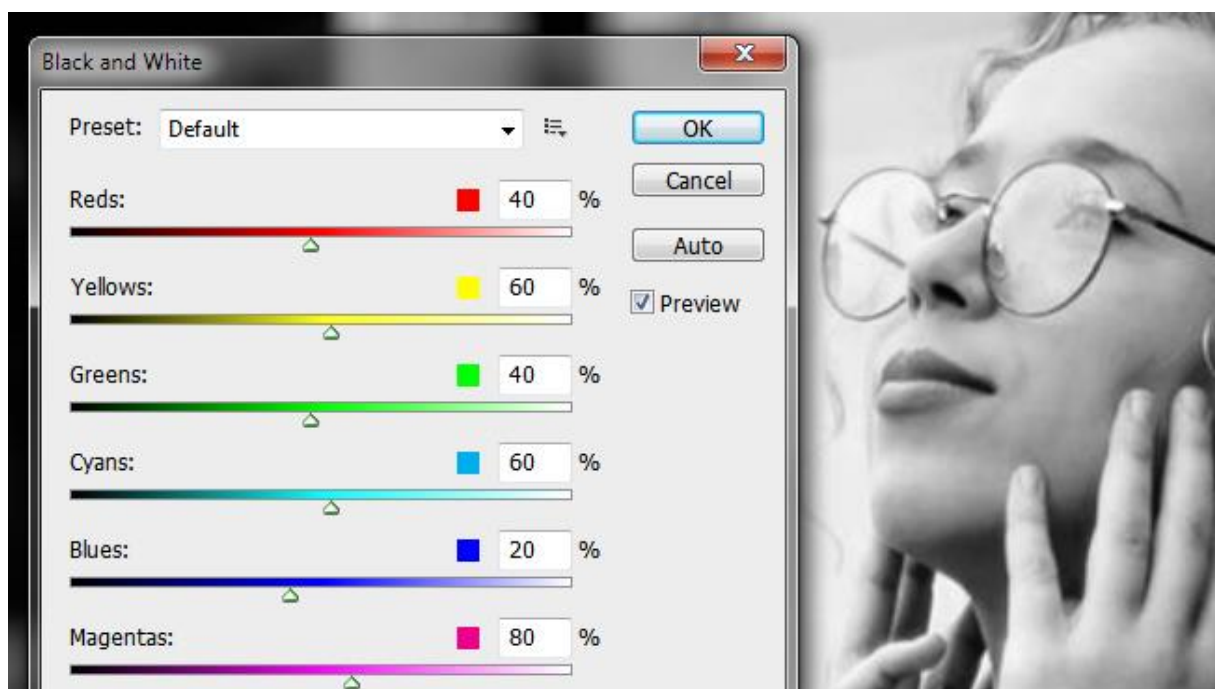 Black and White
X
Preset: Default
OK
Reds: 40 %
Cancel
Auto
Yellows: 60 %
Preview
Greens: 40 %
Cyans: 60 %
Blues: 20 %
Magentas: 80 %